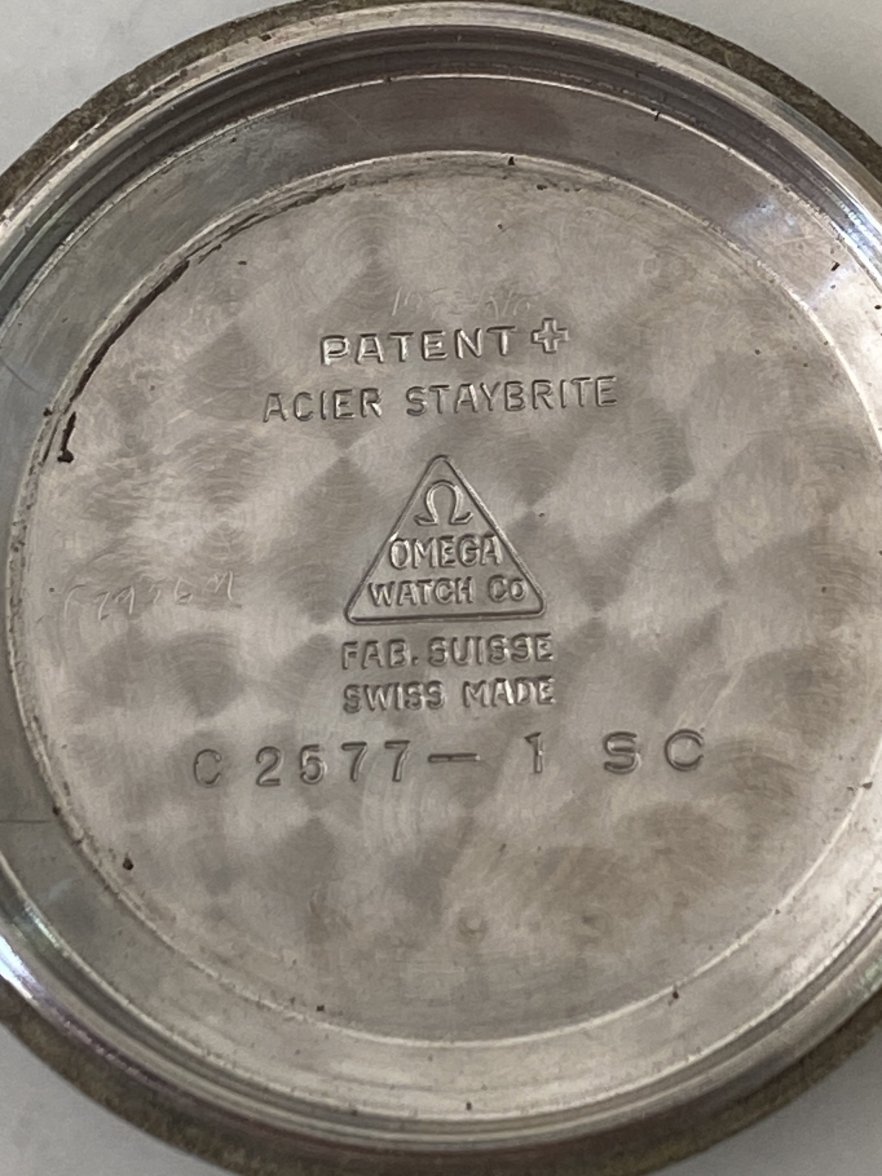 PATENT ✚
ACIER STAYBRITE
Ω
OMEGA
WATCH Co
FAB. SUISSE
SWISS MADE
C 2577 — 1 SC